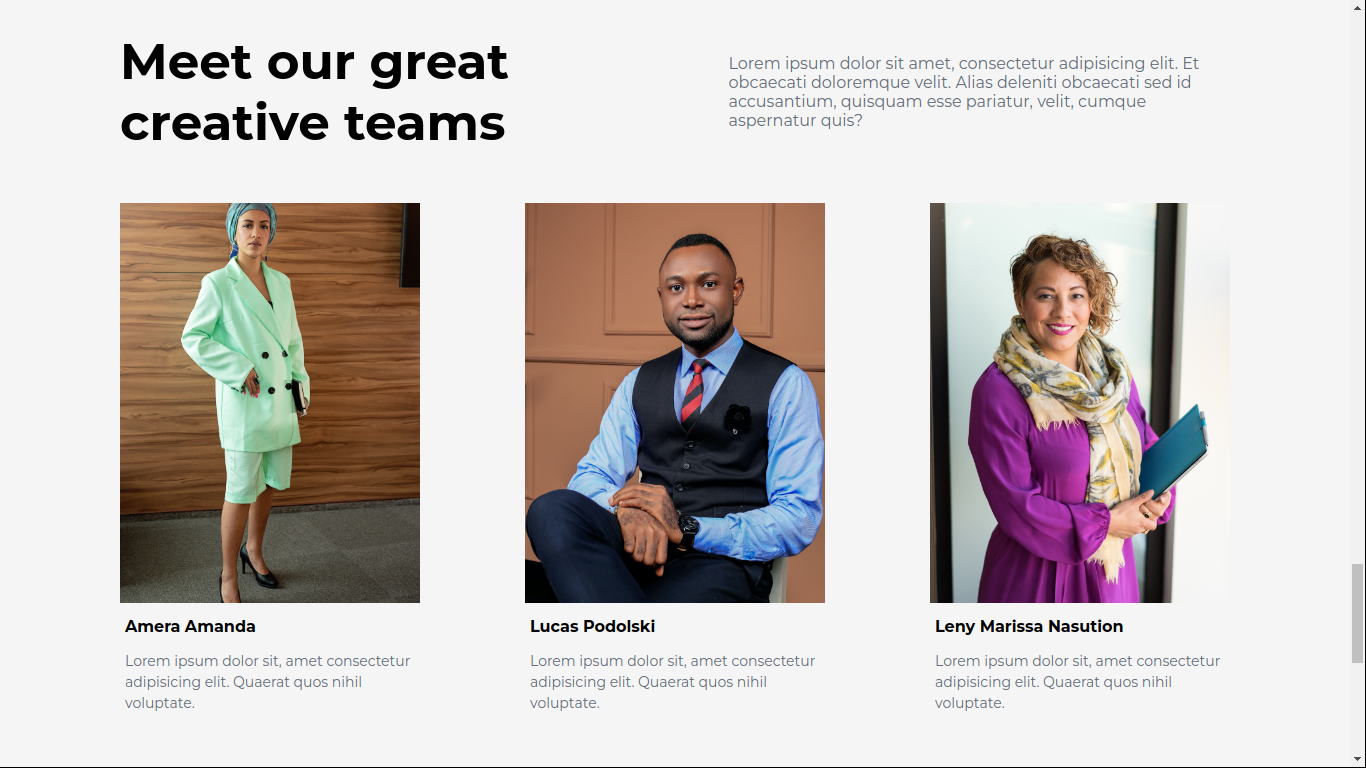 Meet our great
creative teams
Lorem ipsum dolor sit amet, consectetur adipisicing elit. Et
obcaecati doloremque velit. Alias deleniti obcaecati sed id
accusantium, quisquam esse pariatur, velit, cumque
aspernatur quis?
Amera Amanda
Lorem ipsum dolor sit, amet consectetur
adipisicing elit. Quaerat quos nihil
voluptate.
Lucas Podolski
Lorem ipsum dolor sit, amet consectetur
adipisicing elit. Quaerat quos nihil
voluptate.
Leny Marissa Nasution
Lorem ipsum dolor sit, amet consectetur
adipisicing elit. Quaerat quos nihil
voluptate.